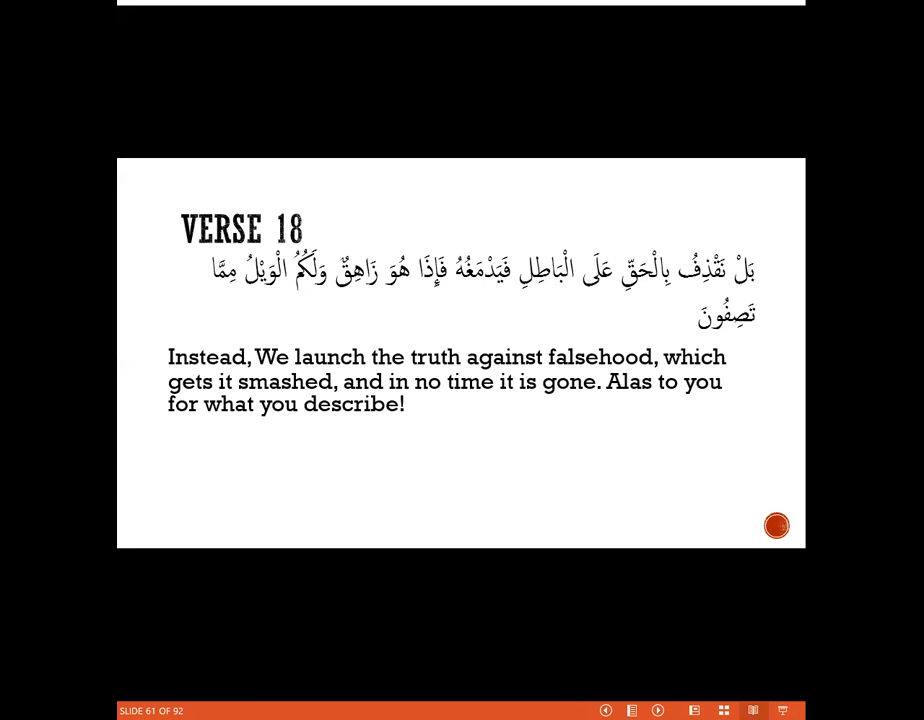 VERSE 18
بَلْ نَقْذِفُ بِالْحَقِّ عَلَى الْبَاطِلِ فَيَدْمَغُهُ فَإِذَا هُوَ زَاهِقٌ وَلَكُمُ الْوَيْلُ مِمَّا
تَصِفُونَ
Instead, We launch the truth against falsehood, which
gets it smashed, and in no time it is gone. Alas to you
for what you describe!
SLIDE 61 OF 92